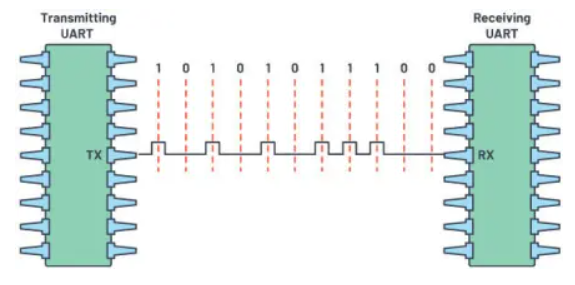 Transmitting
UART
Receiving
UART
1 0 1 0 1 0 1 1 1 0 0
TX
RX